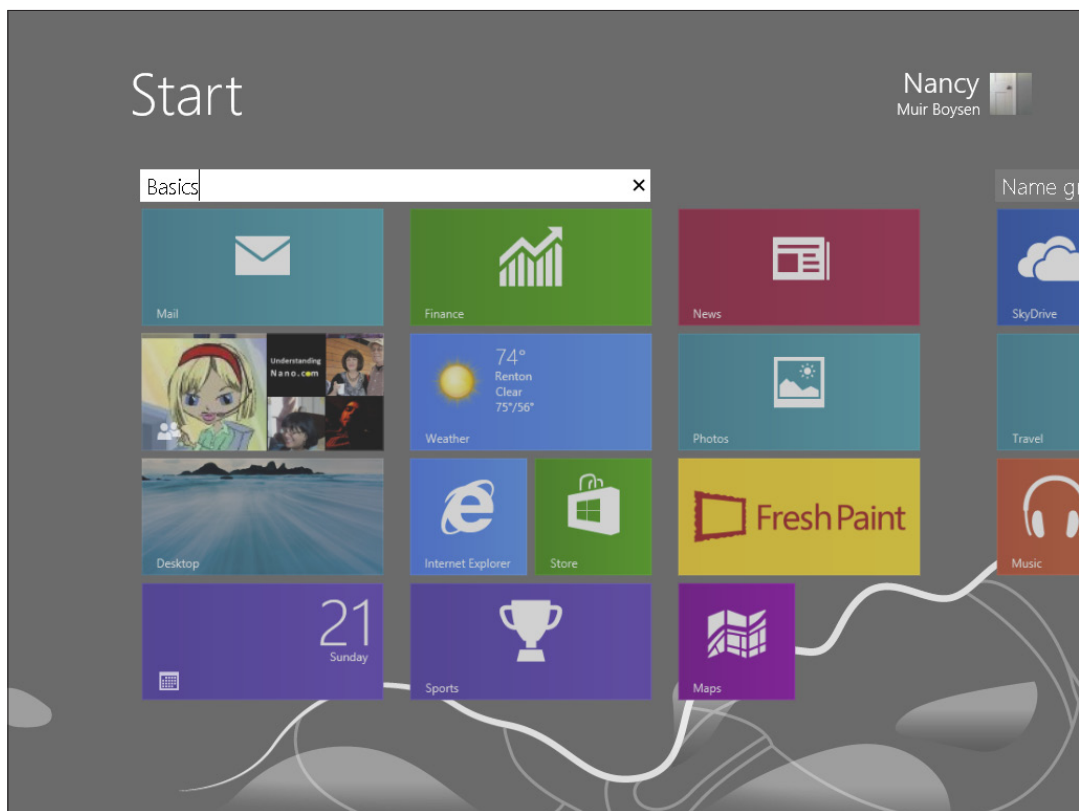 Start
Nancy
Muir Boysen
Basics
Name gr
Mail
Finance
News
SkyDrive
Understanding
Nano.com
74°
Renton
Clear
75°/56°
Weather
Photos
Travel
Desktop
Internet Explorer
Store
Fresh Paint
Music
21
Sunday
Sports
Maps